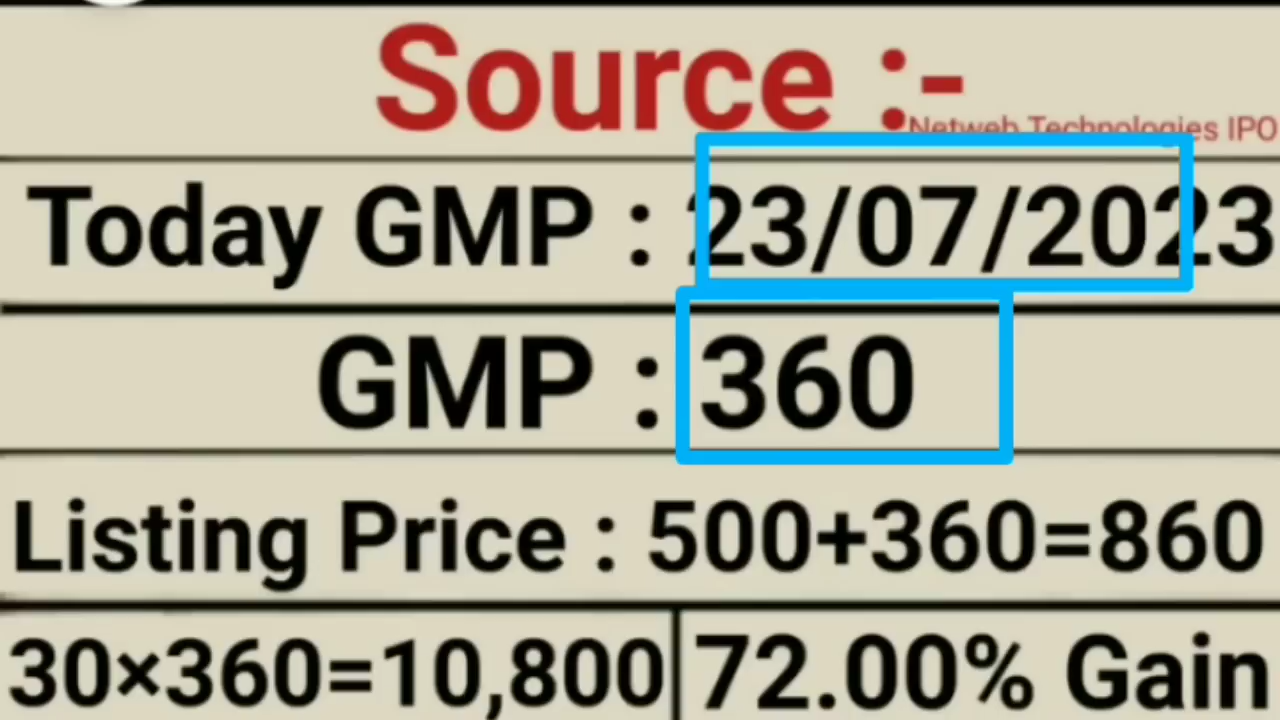 Source :-
Netweb Technologies IPO
Today GMP : 23/07/2023
GMP : 360
Listing Price : 500+360=860
30×360=10,800 72.00% Gain